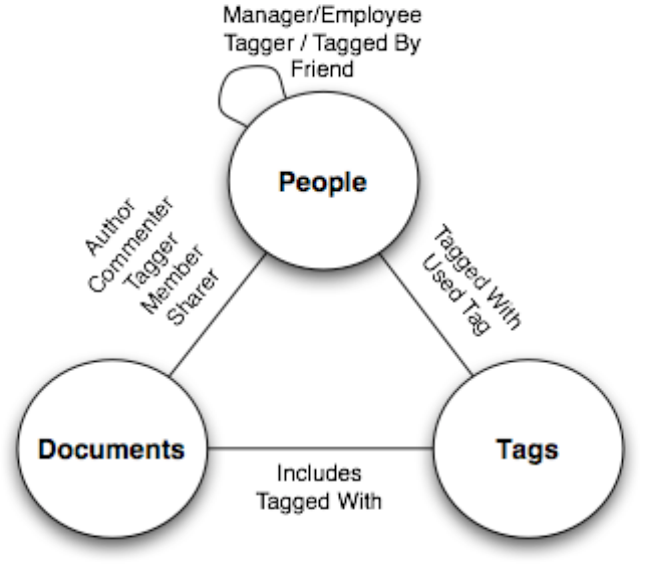 Manager/Employee
Tagger / Tagged By
Friend
People
Author
Commenter
Tagger
Member
Sharer
Tagged With
Used Tag
Documents
Tags
Includes
Tagged With